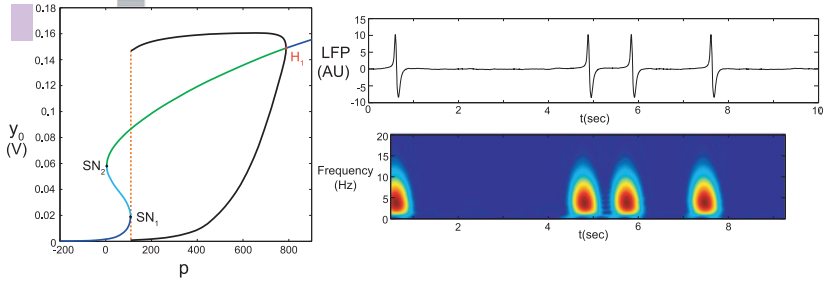 0.16
0.14
0.12
0.1
0.08
0.06
0.04
0.02
0
y0
(V)
SN2
SN1
H1
-200 0 200 400 600 800
p
LFP
(AU)
15
10
5
0
-5
-10
0 2 4 6 8 10
t(sec)
Frequency
(Hz)
20
15
10
5
0
2 4 6 8
t(sec)